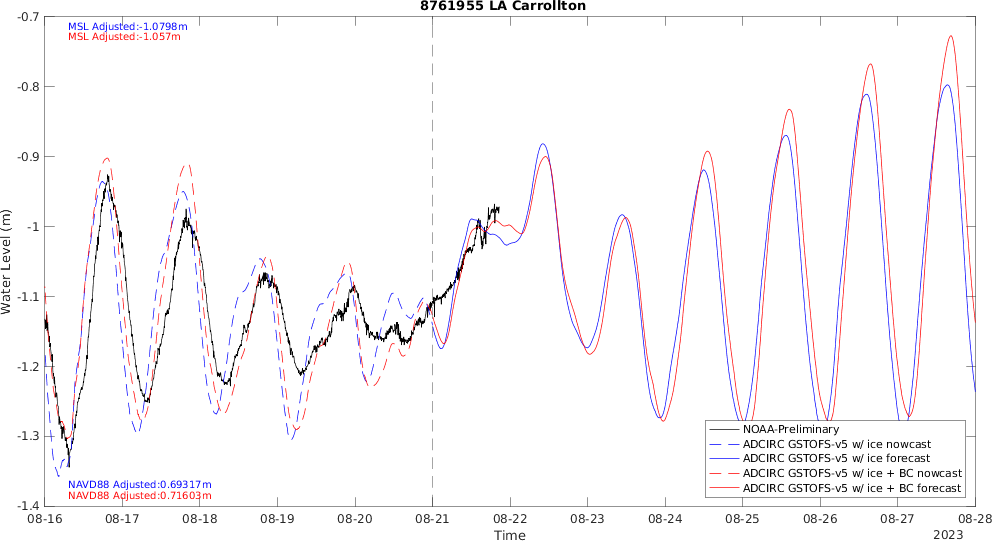 8761955 LA Carrollton
MSL Adjusted:-1.0798m
MSL Adjusted:-1.057m
-0.7
-0.8
-0.9
-1
-1.1
-1.2
-1.3
-1.4
Water Level (m)
NOAA-Preliminary
ADCIRC GSTOFS-v5 w/ ice nowcast
ADCIRC GSTOFS-v5 w/ ice forecast
ADCIRC GSTOFS-v5 w/ ice + BC nowcast
ADCIRC GSTOFS-v5 w/ ice + BC forecast
NAVD88 Adjusted:0.69317m
NAVD88 Adjusted:0.71603m
08-16 08-17 08-18 08-19 08-20 08-21 08-22 08-23 08-24 08-25 08-26 08-27 08-28
Time
2023